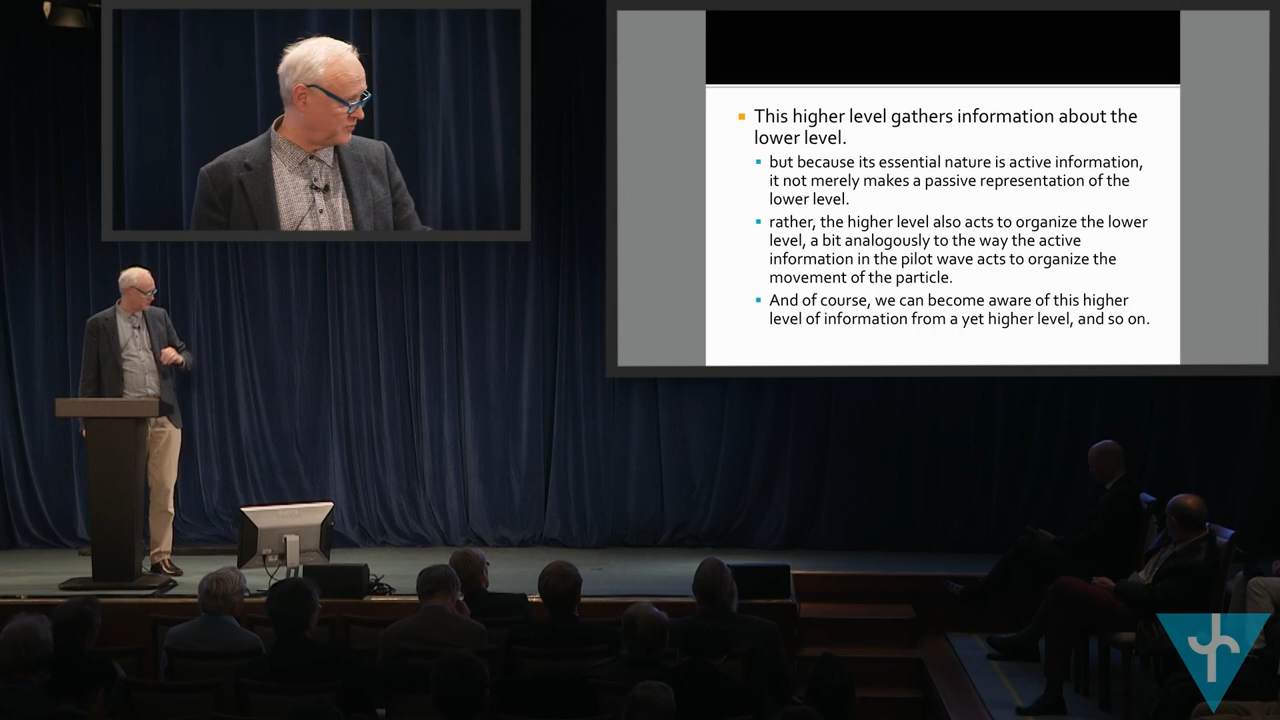 This higher level gathers information about the
lower level.
but because its essential nature is active information,
it not merely makes a passive representation of the
lower level.
rather, the higher level also acts to organize the lower
level, a bit analogously to the way the active
information in the pilot wave acts to organize the
movement of the particle.
And of course, we can become aware of this higher
level of information from a yet higher level, and so on.